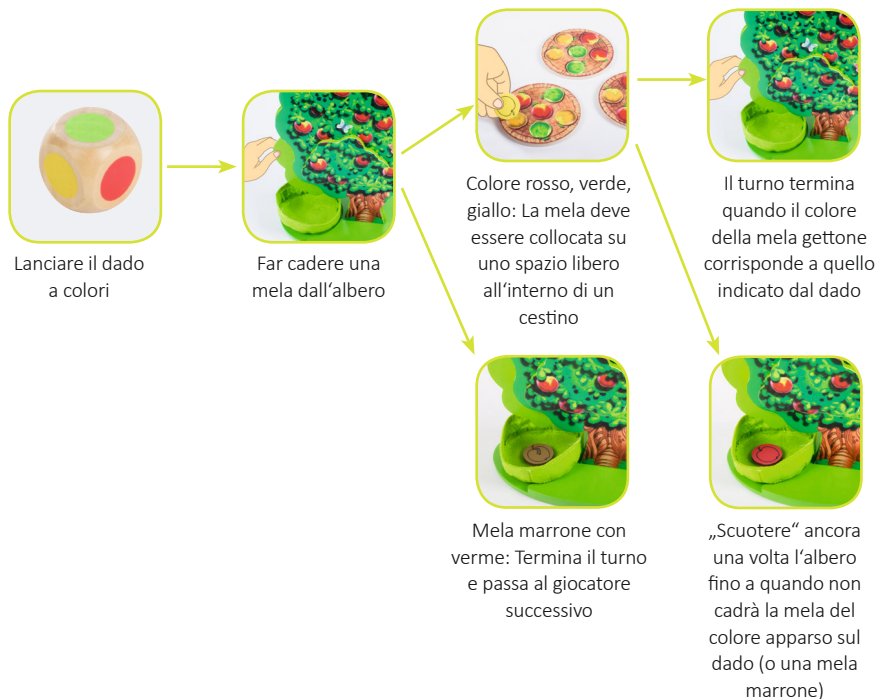 Lanciare il dado
a colori
Far cadere una
mela dall‘albero
Colore rosso, verde,
giallo: La mela deve
essere collocata su
uno spazio libero
all‘interno di un
cestino
Il turno termina
quando il colore
della mela gettone
corrisponde a quello
indicato dal dado
Mela marrone con
verme: Termina il turno
e passa al giocatore
successivo
„Scuotere“ ancora
una volta l‘albero
fino a quando non
cadrà la mela del
colore apparso sul
dado (o una mela
marrone)